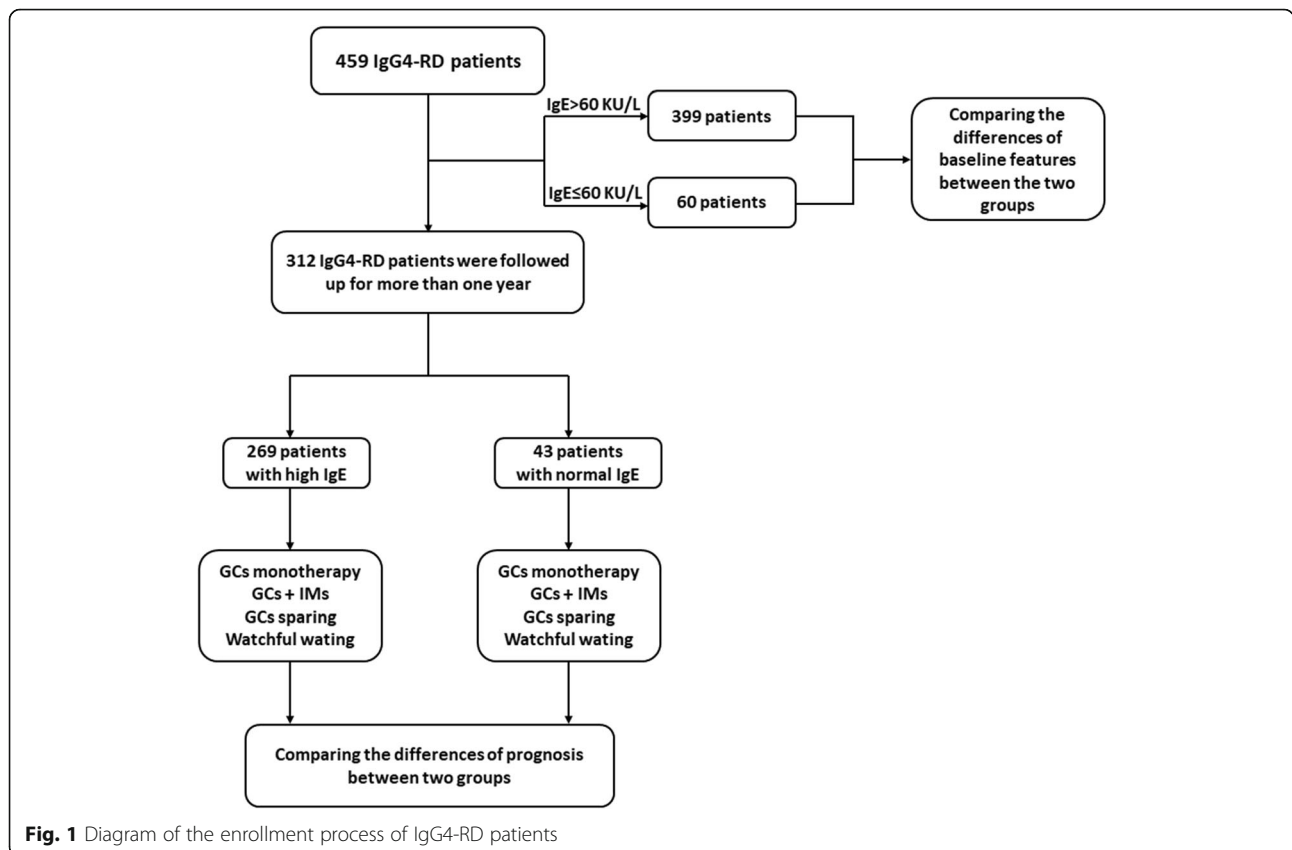 459 IgG4-RD patients
IgE>60 KU/L
399 patients
IgE≤60 KU/L
60 patients
Comparing the
differences of
baseline features
between the two
groups
312 IgG4-RD patients were followed
up for more than one year
269 patients
with high IgE
43 patients
with normal IgE
GCs monotherapy
GCs + IMs
GCs sparing
Watchful wating
GCs monotherapy
GCs + IMs
GCs sparing
Watchful wating
Comparing the differences of prognosis
between two groups
Fig. 1 Diagram of the enrollment process of IgG4-RD patients